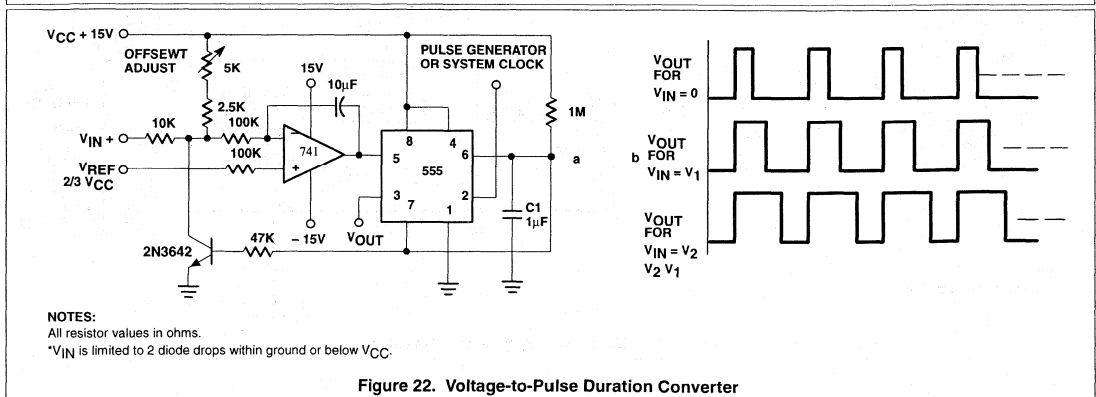 VCC + 15V
OFFSEWT
ADJUST
5K
15V
10μF
PULSE GENERATOR
OR SYSTEM CLOCK
1M
2.5K
VIN +
10K
100K
VREF
2/3 VCC
100K
741
−
+
– 15V
8
4
5
6
555
3
2
7
1
VOUT
a
C1
1μF
2N3642
47K
VOUT
FOR
VIN = 0
b
VOUT
FOR
VIN = V1
VOUT
FOR
VIN = V2
V2 V1
NOTES:
All resistor values in ohms.
*VIN is limited to 2 diode drops within ground or below VCC.
Figure 22. Voltage-to-Pulse Duration Converter